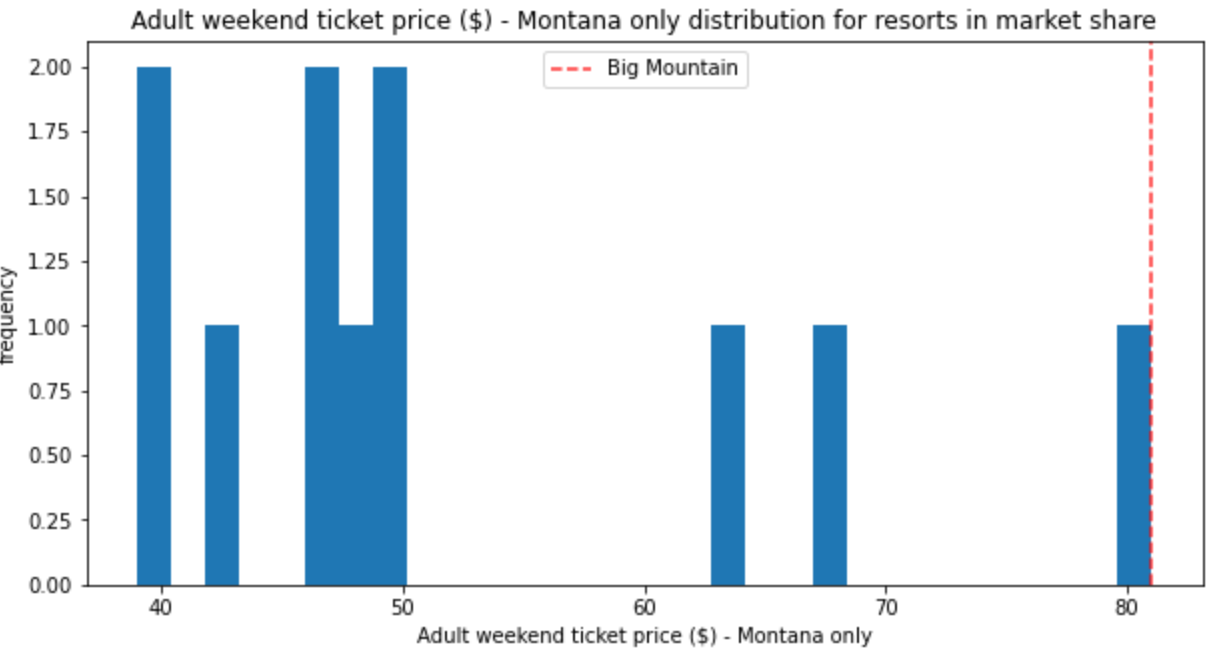 Adult weekend ticket price ($) - Montana only distribution for resorts in market share
Big Mountain
frequency
2.00
1.75
1.50
1.25
1.00
0.75
0.50
0.25
0.00
40 50 60 70 80
Adult weekend ticket price ($) - Montana only